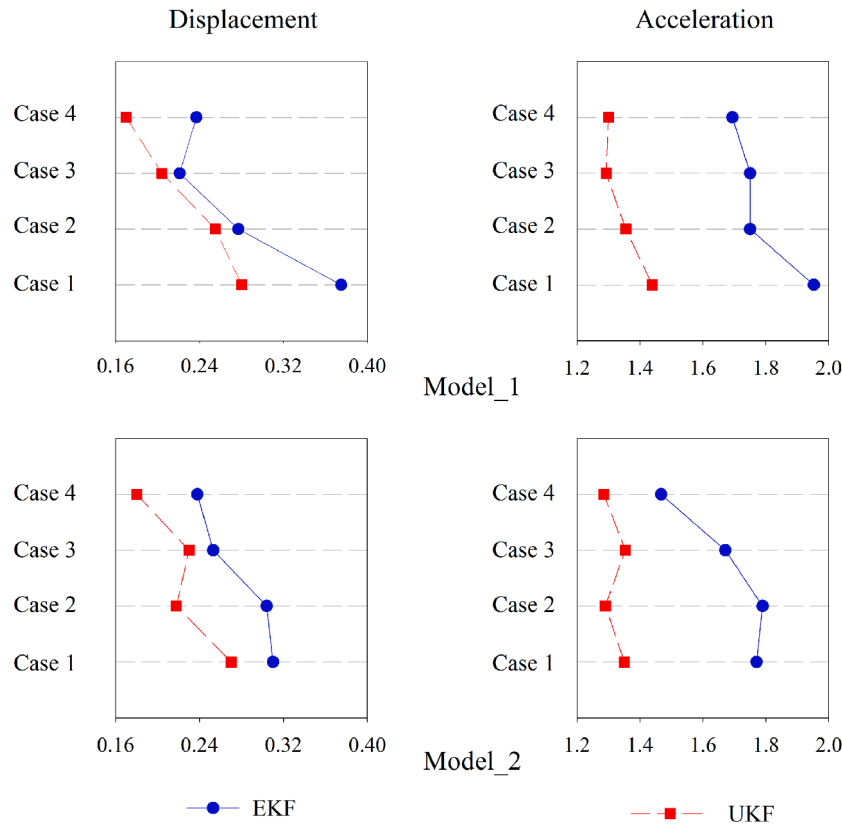 Displacement
Acceleration
Case 4
Case 3
Case 2
Case 1
0.16 0.24 0.32 0.40
Case 4
Case 3
Case 2
Case 1
1.2 1.4 1.6 1.8 2.0
Model_1
Case 4
Case 3
Case 2
Case 1
0.16 0.24 0.32 0.40
Case 4
Case 3
Case 2
Case 1
1.2 1.4 1.6 1.8 2.0
Model_2
EKF
UKF